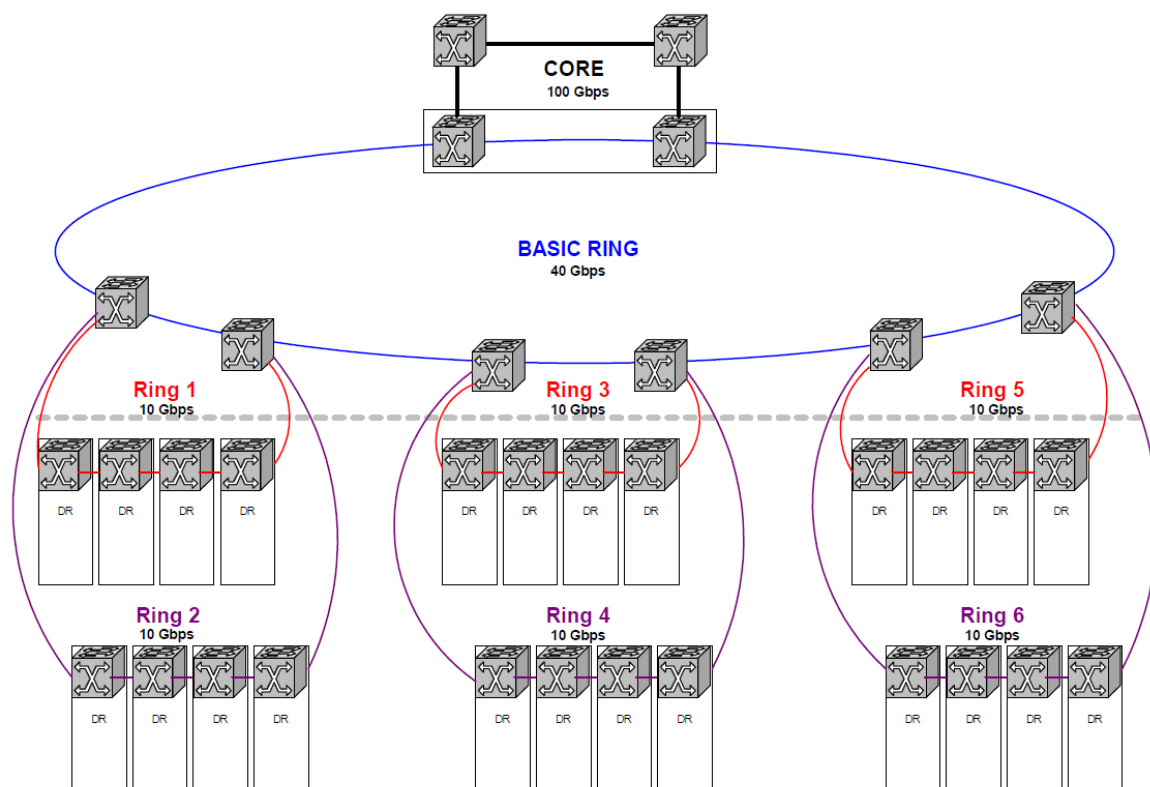 CORE
100 Gbps
BASIC RING
40 Gbps
Ring 1
10 Gbps
Ring 3
10 Gbps
Ring 5
10 Gbps
DR
DR
DR
DR
DR
DR
DR
DR
DR
DR
DR
DR
Ring 2
10 Gbps
Ring 4
10 Gbps
Ring 6
10 Gbps
DR
DR
DR
DR
DR
DR
DR
DR
DR
DR
DR
DR